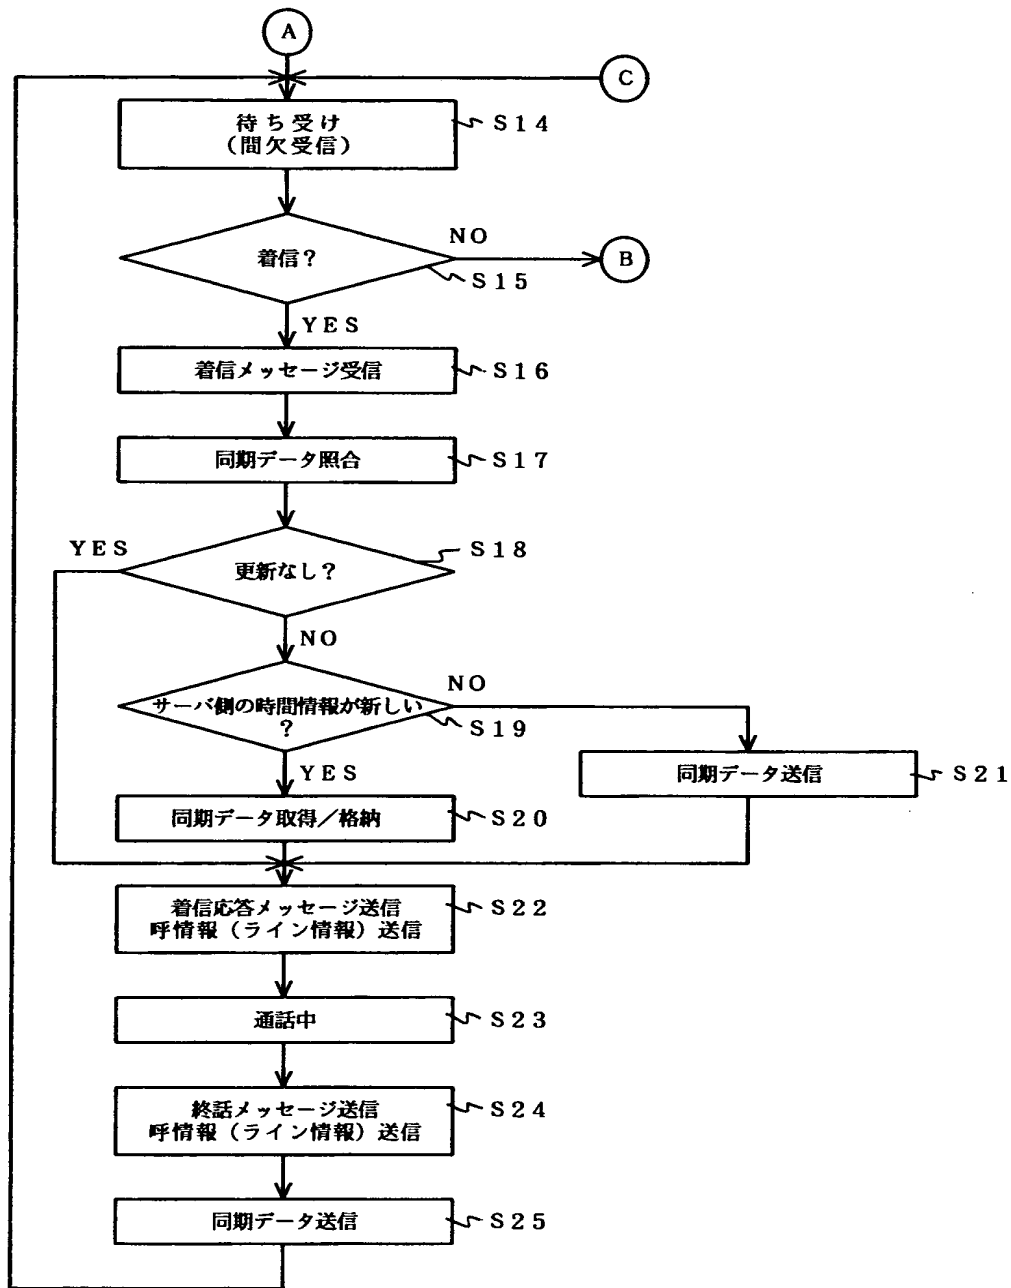 A
C
待ち受け
(間欠受信)
S14
着信?
NO
B
S15
YES
着信メッセージ受信
S16
同期データ照合
S17
YES
更新なし?
S18
NO
サーバ側の時間情報が新しい
?
NO
S19
YES
同期データ送信
S21
同期データ取得/格納
S20
着信応答メッセージ送信
呼情報(ライン情報)送信
S22
通話中
S23
終話メッセージ送信
呼情報(ライン情報)送信
S24
同期データ送信
S25